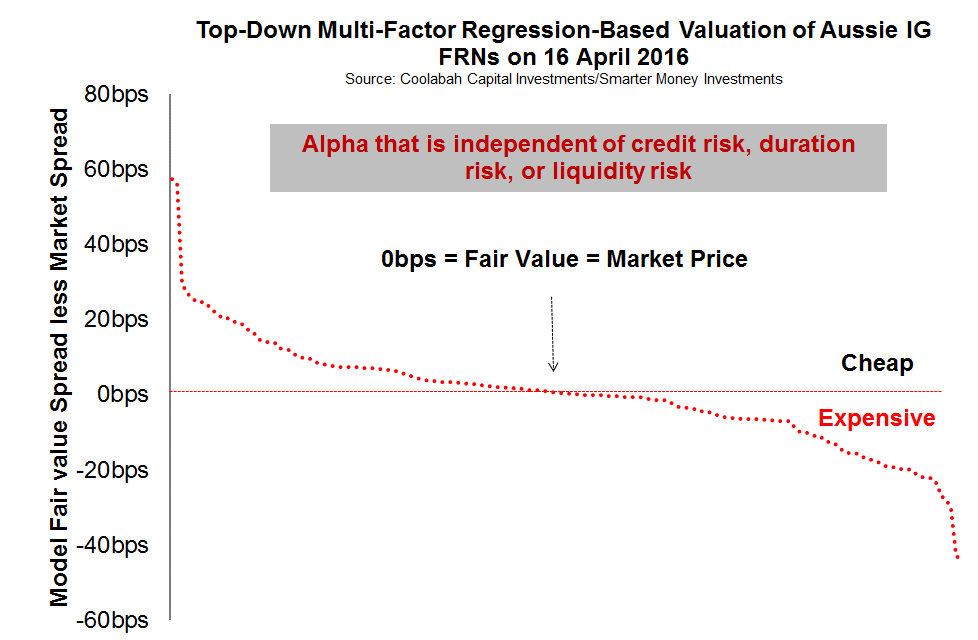 Top-Down Multi-Factor Regression-Based Valuation of Aussie IG
FRNs on 16 April 2016
Source: Coolabah Capital Investments/Smarter Money Investments
Model Fair value Spread less Market Spread
80bps
60bps
40bps
20bps
0bps
-20bps
-40bps
-60bps
Alpha that is independent of credit risk, duration
risk, or liquidity risk
0bps = Fair Value = Market Price
Cheap
Expensive